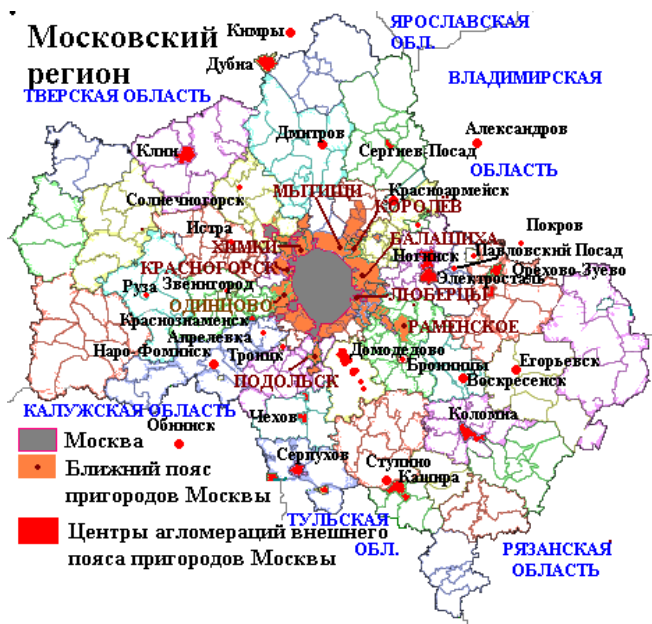 Московский
регион
Кимры
ЯРОСЛАВСКАЯ
ОБЛ.
Дубна
ВЛАДИМИРСКАЯ
ТВЕРСКАЯ ОБЛАСТЬ
Дмитров
Александров
Клин
Сергиев-Посад
ОБЛАСТЬ
Солнечногорск
МЫТИЩИ
Красноармейск
КОРОЛЁВ
Истра
Покров
ХИМКИ
БАЛАШИХА
Ногинск
Павловский Посад
КРАСНОГОРСК
Орехово-Зуево
Электросталь
Руза
Звенигород
ЛЮБЕРЦЫ
ОДИНЦОВО
Краснознаменск
РАМЕНСКОЕ
Апрелевка
Наро-Фоминск
Троицк
Домодедово
Бронницы
Егорьевск
ПОДОЛЬСК
Воскресенск
КАЛУЖСКАЯ ОБЛАСТЬ
Обнинск
Чехов
Коломна
Москва
Серпухов
Ближний пояс
пригородов Москвы
Ступино
Кашира
ТУЛЬСКАЯ
ОБЛ.
Центры агломераций внешнего
пояса пригородов Москвы
РЯЗАНСКАЯ
ОБЛАСТЬ